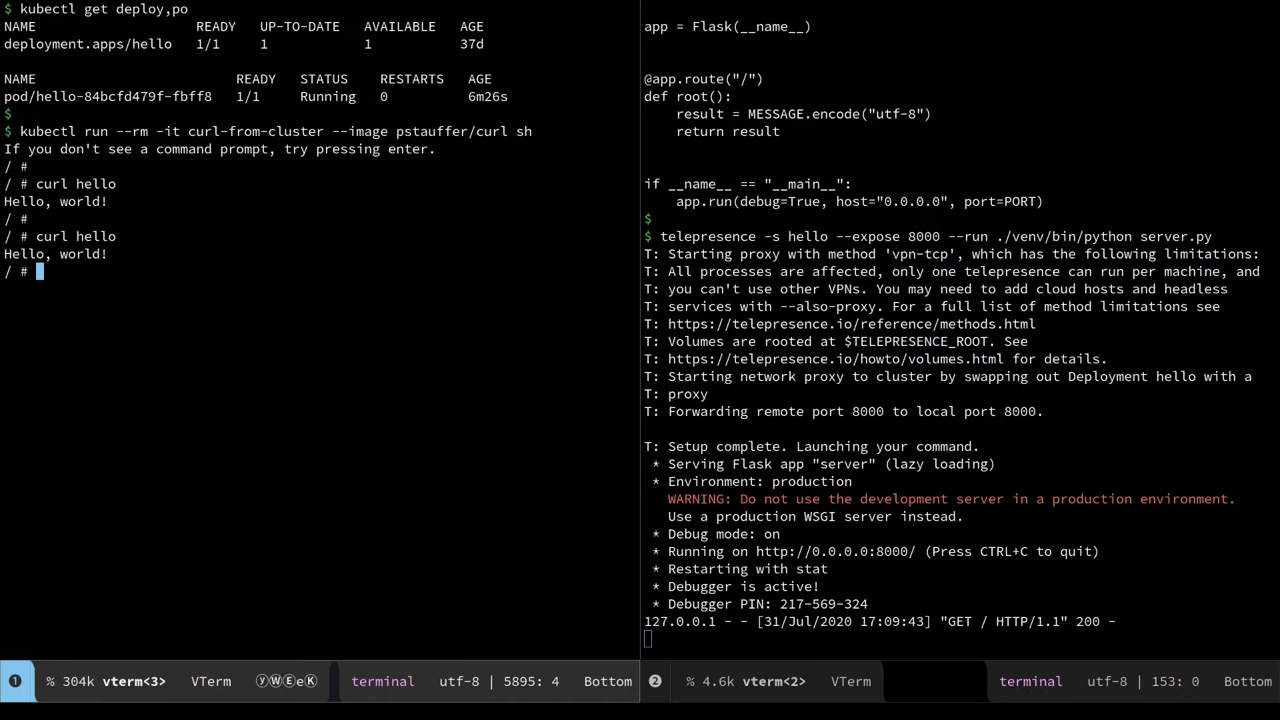 $ kubectl get deploy,po
NAME READY UP-TO-DATE AVAILABLE AGE
deployment.apps/hello 1/1 1 1 37d
NAME READY STATUS RESTARTS AGE
pod/hello-84bcfd479f-fbff8 1/1 Running 0 6m26s
$
$ kubectl run --rm -it curl-from-cluster --image pstauffer/curl sh
If you don't see a command prompt, try pressing enter.
/ #
/ # curl hello
Hello, world!
/ #
/ # curl hello
Hello, world!
/ #
❶ % 304k vterm<3> VTerm ⓨⓌⒺeⓀ terminal utf-8 | 5895: 4 Bottom
app = Flask(__name__)
@app.route("/")
def root():
result = MESSAGE.encode("utf-8")
return result
if __name__ == "__main__":
app.run(debug=True, host="0.0.0.0", port=PORT)
$
$ telepresence -s hello --expose 8000 --run ./venv/bin/python server.py
T: Starting proxy with method 'vpn-tcp', which has the following limitations:
T: All processes are affected, only one telepresence can run per machine, and
T: you can't use other VPNs. You may need to add cloud hosts and headless
T: services with --also-proxy. For a full list of method limitations see
T: https://telepresence.io/reference/methods.html
T: Volumes are rooted at $TELEPRESENCE_ROOT. See
T: https://telepresence.io/howto/volumes.html for details.
T: Starting network proxy to cluster by swapping out Deployment hello with a
T: proxy
T: Forwarding remote port 8000 to local port 8000.
T: Setup complete. Launching your command.
* Serving Flask app "server" (lazy loading)
* Environment: production
WARNING: Do not use the development server in a production environment.
Use a production WSGI server instead.
* Debug mode: on
* Running on http://0.0.0.0:8000/ (Press CTRL+C to quit)
* Restarting with stat
* Debugger is active!
* Debugger PIN: 217-569-324
127.0.0.1 - - [31/Jul/2020 17:09:43] "GET / HTTP/1.1" 200 -
❷ % 4.6k vterm<2> VTerm terminal utf-8 | 153: 0 Bottom